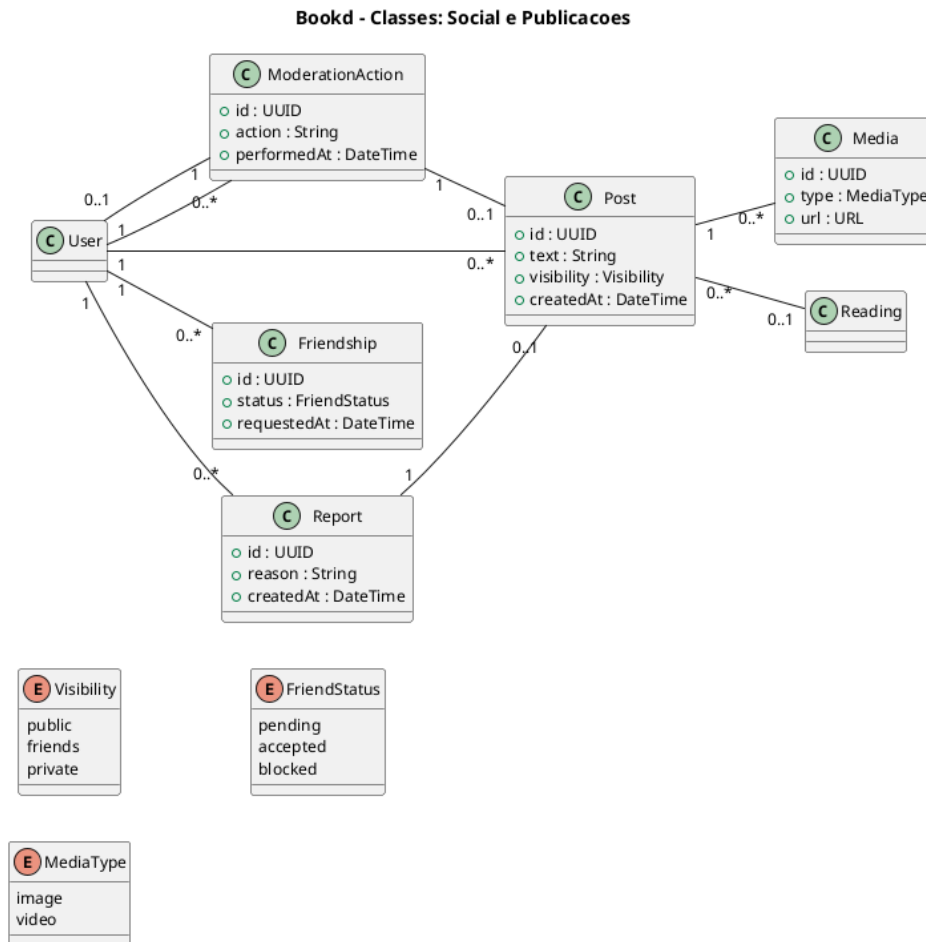 Bookd - Classes: Social e Publicacoes
C ModerationAction
id : UUID
action : String
performedAt : DateTime
C Media
id : UUID
type : MediaType
url : URL
C Post
id : UUID
text : String
visibility : Visibility
createdAt : DateTime
C User
C Reading
C Friendship
id : UUID
status : FriendStatus
requestedAt : DateTime
C Report
id : UUID
reason : String
createdAt : DateTime
0..1
1
1
0..*
1
0..1
1
0..*
1
0..*
1
0..*
0..*
0..1
1
0..*
1
0..1
E Visibility
public
friends
private
E FriendStatus
pending
accepted
blocked
E MediaType
image
video